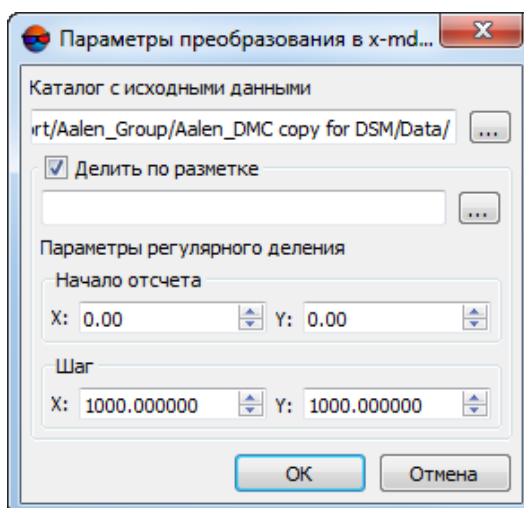 Параметры преобразования в x-md...
Каталог с исходными данными
rt/Aalen_Group/Aalen_DMC copy for DSM/Data/ ...
Делить по разметке
...
Параметры регулярного деления
Начало отсчета
X: 0.00 Y: 0.00
Шаг
X: 1000.000000 Y: 1000.000000
OK Отмена